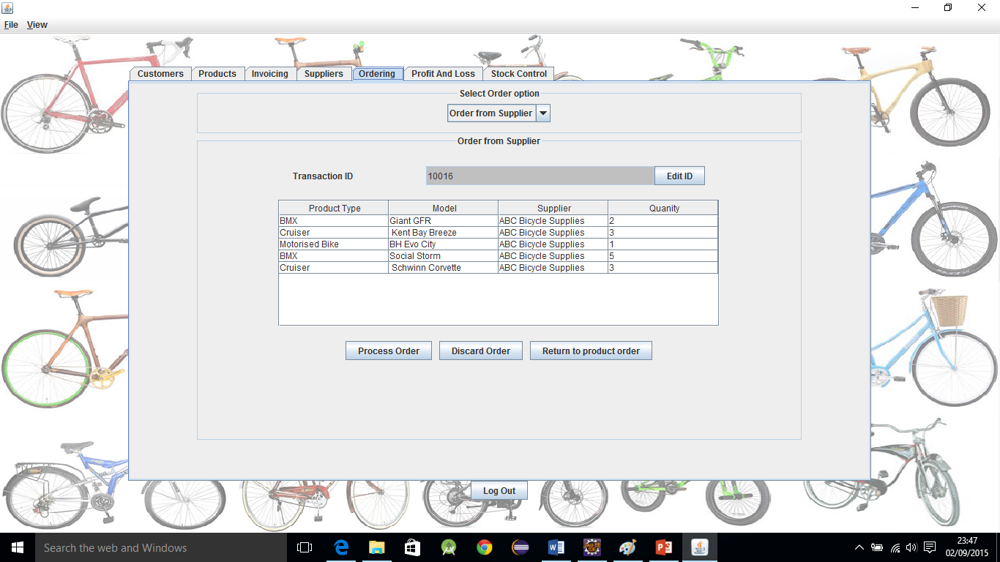 File View
Customers Products Invoicing Suppliers Ordering Profit And Loss Stock Control
Select Order option
Order from Supplier
Order from Supplier
Transaction ID 10016 Edit ID
Product Type Model Supplier Quanity
BMX Giant GFR ABC Bicycle Supplies 2
Cruiser Kent Bay Breeze ABC Bicycle Supplies 3
Motorised Bike BH Evo City ABC Bicycle Supplies 1
BMX Social Storm ABC Bicycle Supplies 5
Cruiser Schwinn Corvette ABC Bicycle Supplies 3
Process Order Discard Order Return to product order
Log Out
Search the web and Windows
23:47
02/09/2015